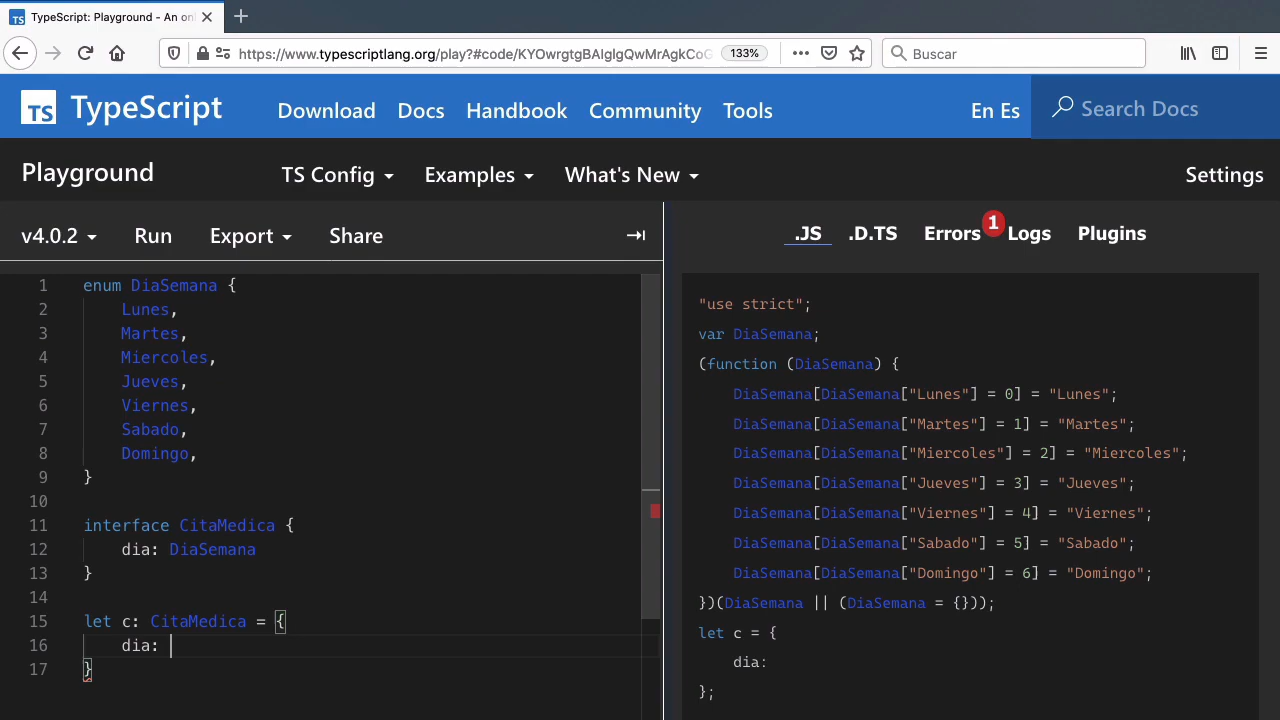 TS TypeScript: Playground - An onl
https://www.typescriptlang.org/play?#code/KYOwrgtgBAIglgQwMrAgkCoG 133% Buscar
TS TypeScript Download Docs Handbook Community Tools En Es Search Docs
Playground TS Config Examples What's New Settings
v4.0.2 Run Export Share
.JS .D.TS Errors 1 Logs Plugins
1 enum DiaSemana {
2 Lunes,
3 Martes,
4 Miercoles,
5 Jueves,
6 Viernes,
7 Sabado,
8 Domingo,
9 }
10
11 interface CitaMedica {
12 dia: DiaSemana
13 }
14
15 let c: CitaMedica = {
16 dia:
17 }
"use strict";
var DiaSemana;
(function (DiaSemana) {
DiaSemana[DiaSemana["Lunes"] = 0] = "Lunes";
DiaSemana[DiaSemana["Martes"] = 1] = "Martes";
DiaSemana[DiaSemana["Miercoles"] = 2] = "Miercoles";
DiaSemana[DiaSemana["Jueves"] = 3] = "Jueves";
DiaSemana[DiaSemana["Viernes"] = 4] = "Viernes";
DiaSemana[DiaSemana["Sabado"] = 5] = "Sabado";
DiaSemana[DiaSemana["Domingo"] = 6] = "Domingo";
})(DiaSemana || (DiaSemana = {}));
let c = {
dia:
};